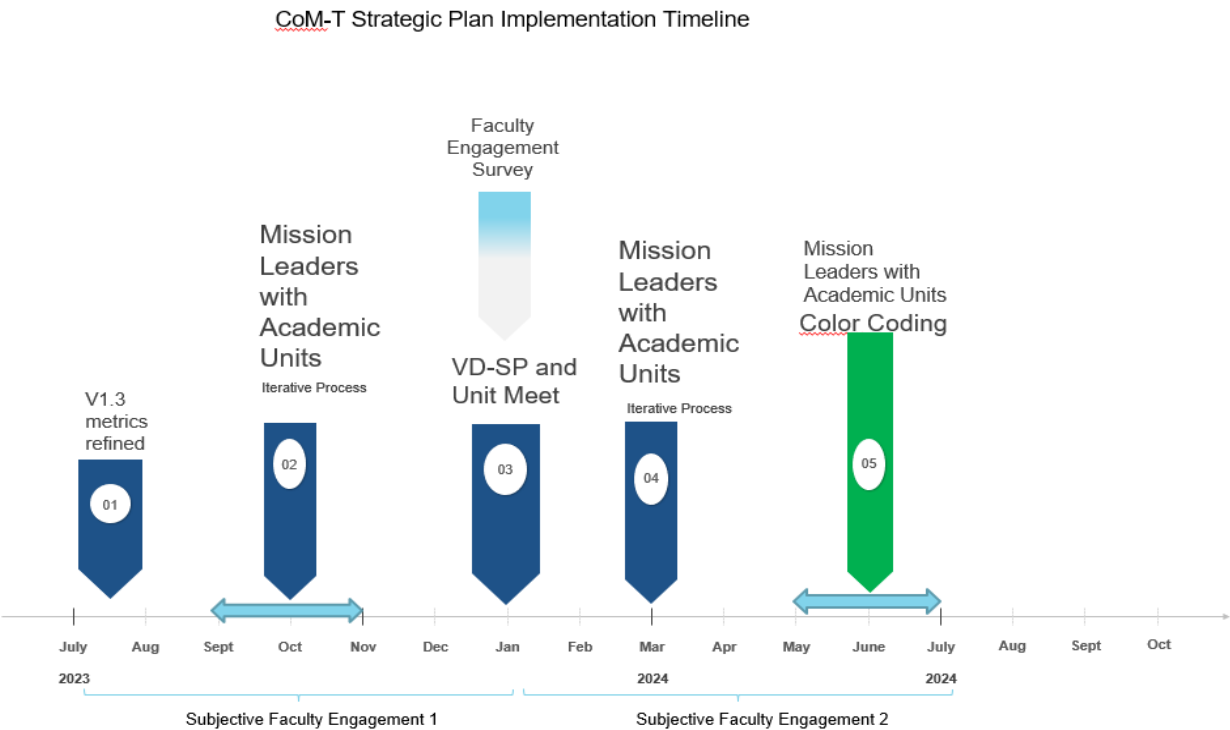 CoM-T Strategic Plan Implementation Timeline
Faculty
Engagement
Survey
Mission
Leaders
with
Academic
Units
Iterative Process
Mission
Leaders
with
Academic
Units
Iterative Process
Mission
Leaders with
Academic Units
Color Coding
VD-SP and
Unit Meet
V1.3
metrics
refined
01
02
03
04
05
July Aug Sept Oct Nov Dec Jan Feb Mar Apr May June July Aug Sept Oct
2023 2024 2024
Subjective Faculty Engagement 1
Subjective Faculty Engagement 2